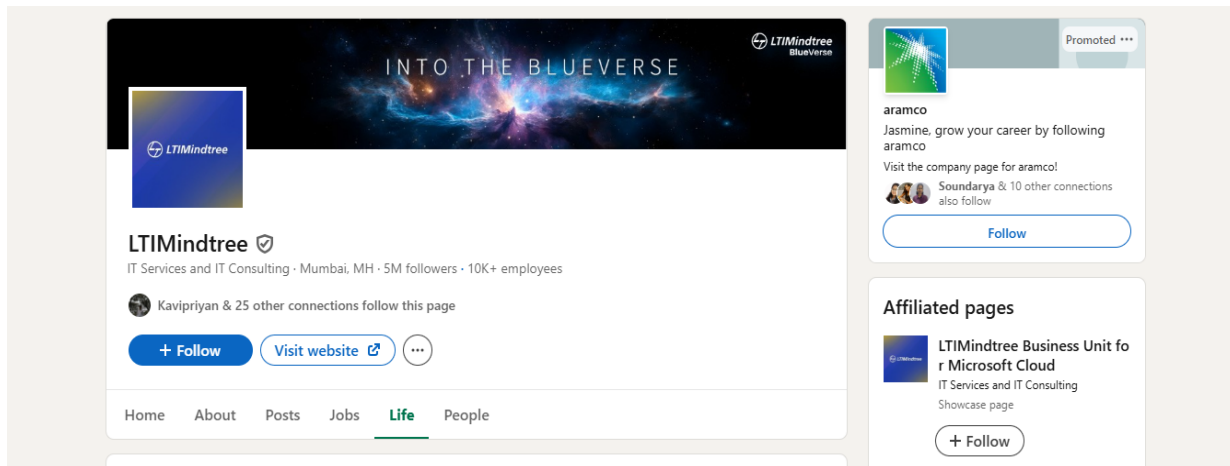 INTO THE BLUEVERSE
LTIMindtree
BlueVerse
LTIMindtree
LTIMindtree
IT Services and IT Consulting · Mumbai, MH · 5M followers · 10K+ employees
Kavipriyan & 25 other connections follow this page
+ Follow
Visit website
Home About Posts Jobs Life People
Promoted
aramco
Jasmine, grow your career by following
aramco
Visit the company page for aramco!
Soundarya & 10 other connections
also follow
Follow
Affiliated pages
LTIMindtree
LTIMindtree Business Unit fo
r Microsoft Cloud
IT Services and IT Consulting
Showcase page
+ Follow